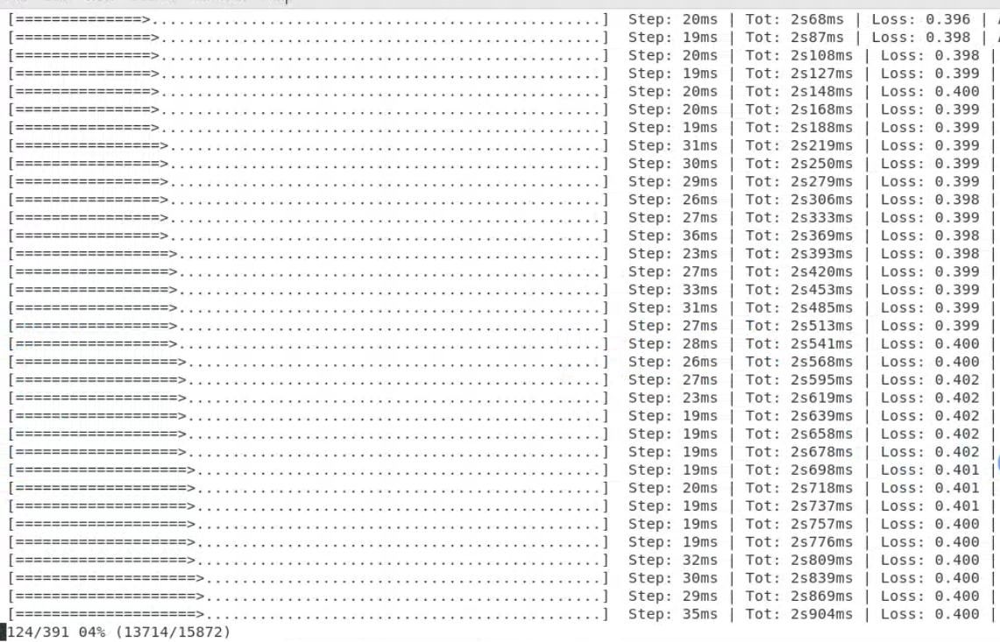 [==============>..................................................]  Step: 20ms | Tot: 2s68ms | Loss: 0.396 |
[===============>.................................................]  Step: 19ms | Tot: 2s87ms | Loss: 0.398 |
[===============>.................................................]  Step: 20ms | Tot: 2s108ms | Loss: 0.398 |
[===============>.................................................]  Step: 19ms | Tot: 2s127ms | Loss: 0.399 |
[===============>.................................................]  Step: 20ms | Tot: 2s148ms | Loss: 0.400 |
[===============>.................................................]  Step: 20ms | Tot: 2s168ms | Loss: 0.399 |
[===============>.................................................]  Step: 19ms | Tot: 2s188ms | Loss: 0.399 |
[================>................................................]  Step: 31ms | Tot: 2s219ms | Loss: 0.399 |
[================>................................................]  Step: 30ms | Tot: 2s250ms | Loss: 0.399 |
[================>................................................]  Step: 29ms | Tot: 2s279ms | Loss: 0.399 |
[================>................................................]  Step: 26ms | Tot: 2s306ms | Loss: 0.398 |
[================>................................................]  Step: 27ms | Tot: 2s333ms | Loss: 0.399 |
[================>................................................]  Step: 36ms | Tot: 2s369ms | Loss: 0.398 |
[=================>...............................................]  Step: 23ms | Tot: 2s393ms | Loss: 0.398 |
[=================>...............................................]  Step: 27ms | Tot: 2s420ms | Loss: 0.399 |
[=================>...............................................]  Step: 33ms | Tot: 2s453ms | Loss: 0.399 |
[=================>...............................................]  Step: 31ms | Tot: 2s485ms | Loss: 0.399 |
[=================>...............................................]  Step: 27ms | Tot: 2s513ms | Loss: 0.399 |
[=================>...............................................]  Step: 28ms | Tot: 2s541ms | Loss: 0.400 |
[==================>..............................................]  Step: 26ms | Tot: 2s568ms | Loss: 0.400 |
[==================>..............................................]  Step: 27ms | Tot: 2s595ms | Loss: 0.402 |
[==================>..............................................]  Step: 23ms | Tot: 2s619ms | Loss: 0.402 |
[==================>..............................................]  Step: 19ms | Tot: 2s639ms | Loss: 0.402 |
[==================>..............................................]  Step: 19ms | Tot: 2s658ms | Loss: 0.402 |
[==================>..............................................]  Step: 19ms | Tot: 2s678ms | Loss: 0.402 |
[===================>.............................................]  Step: 19ms | Tot: 2s698ms | Loss: 0.401 |
[===================>.............................................]  Step: 20ms | Tot: 2s718ms | Loss: 0.401 |
[===================>.............................................]  Step: 19ms | Tot: 2s737ms | Loss: 0.401 |
[===================>.............................................]  Step: 19ms | Tot: 2s757ms | Loss: 0.400 |
[===================>.............................................]  Step: 19ms | Tot: 2s776ms | Loss: 0.400 |
[===================>.............................................]  Step: 32ms | Tot: 2s809ms | Loss: 0.400 |
[====================>............................................]  Step: 30ms | Tot: 2s839ms | Loss: 0.400 |
[====================>............................................]  Step: 29ms | Tot: 2s869ms | Loss: 0.400 |
[====================>............................................]  Step: 35ms | Tot: 2s904ms | Loss: 0.400 |
124/391 04% (13714/15872)